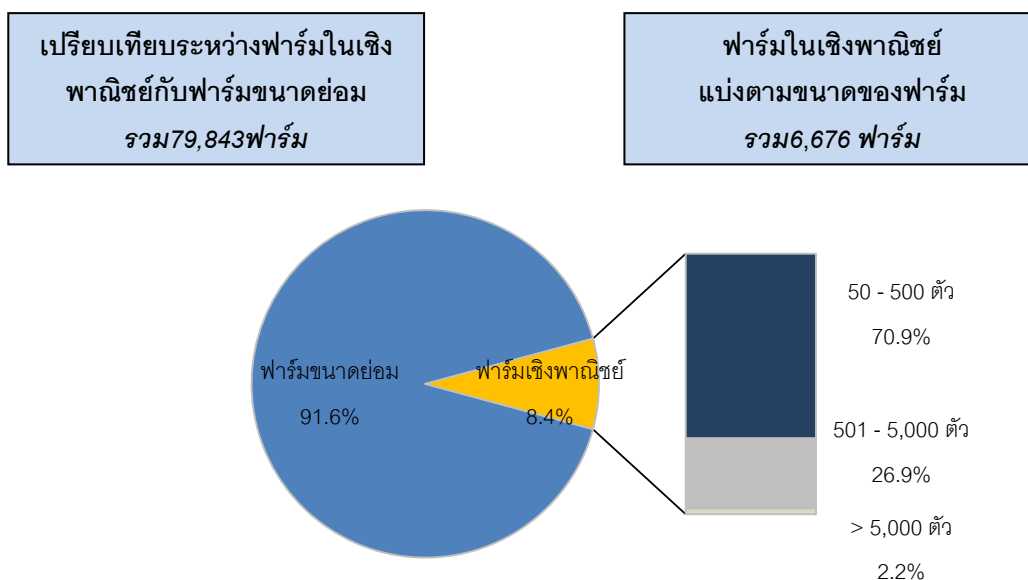 เปรียบเทียบระหว่างฟาร์มในเชิง
พาณิชย์กับฟาร์มขนาดย่อม
รวม79,843ฟาร์ม
ฟาร์มในเชิงพาณิชย์
แบ่งตามขนาดของฟาร์ม
รวม6,676 ฟาร์ม
ฟาร์มขนาดย่อม
91.6%
ฟาร์มเชิงพาณิชย์
8.4%
50 - 500 ตัว
70.9%
501 - 5,000 ตัว
26.9%
> 5,000 ตัว
2.2%